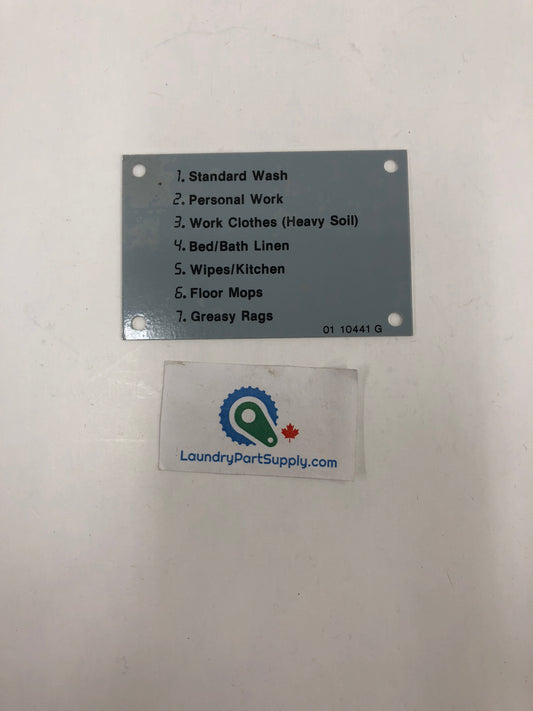 1. Standard Wash
2. Personal Work
3. Work Clothes (Heavy Soil)
4. Bed/Bath Linen
5. Wipes/Kitchen
6. Floor Mops
7. Greasy Rags
01 10441 G
LaundryPartSupply.com